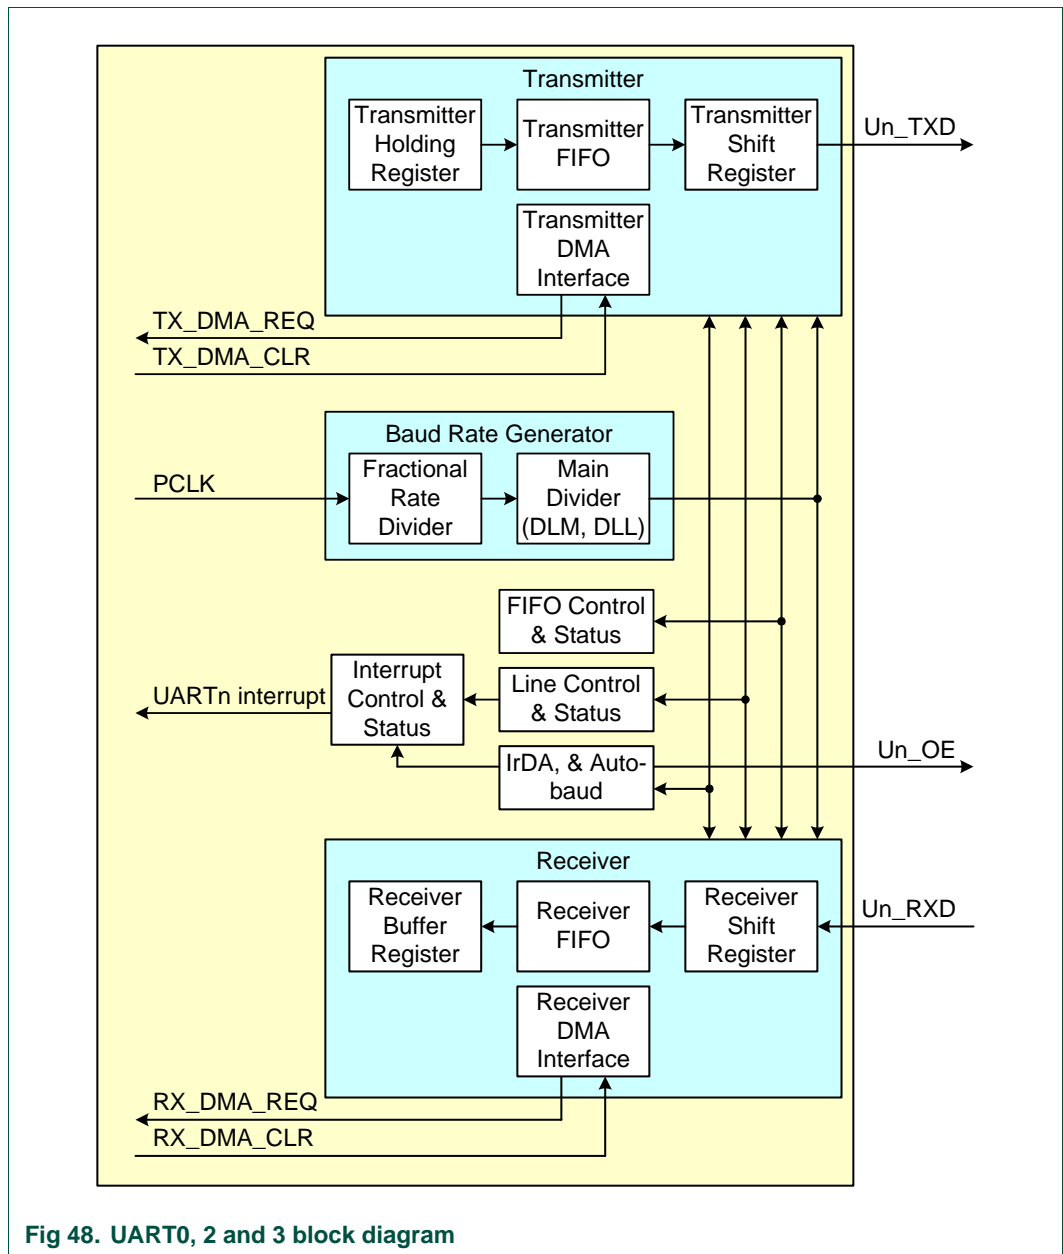 Transmitter
Transmitter
Holding
Register
Transmitter
FIFO
Transmitter
Shift
Register
Un_TXD
Transmitter
DMA
Interface
TX_DMA_REQ
TX_DMA_CLR
Baud Rate Generator
PCLK
Fractional
Rate
Divider
Main
Divider
(DLM, DLL)
FIFO Control
& Status
UARTn interrupt
Interrupt
Control &
Status
Line Control
& Status
IrDA, & Auto-
baud
Un_OE
Receiver
Receiver
Buffer
Register
Receiver
FIFO
Receiver
Shift
Register
Un_RXD
Receiver
DMA
Interface
RX_DMA_REQ
RX_DMA_CLR
Fig 48. UART0, 2 and 3 block diagram